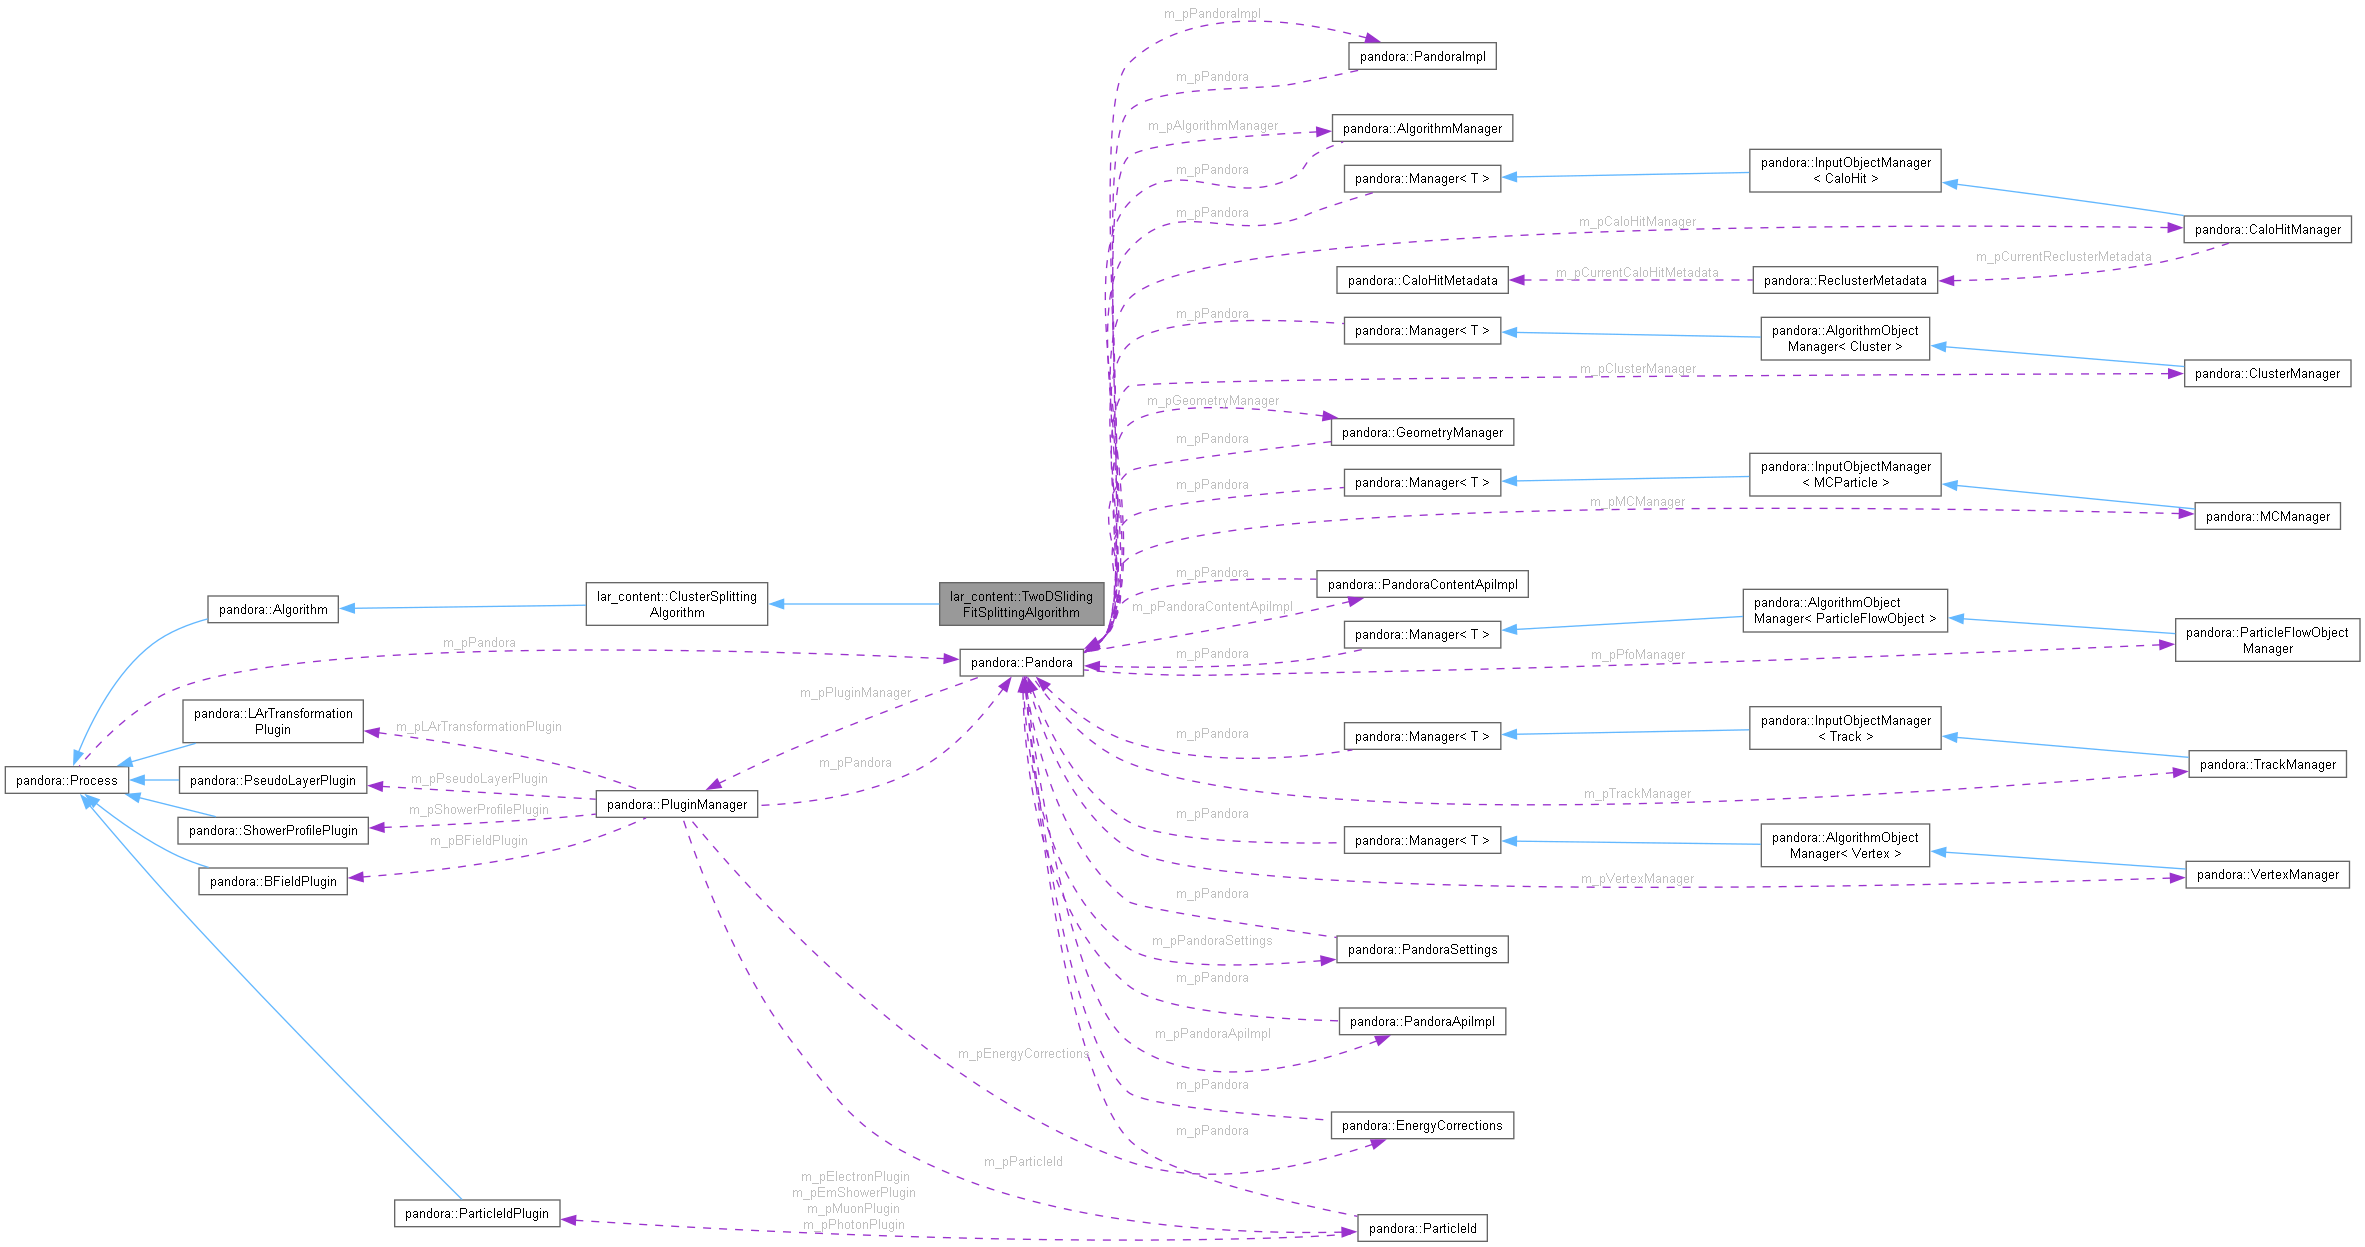 m_pPandoraImpl
pandora::PandoraImpl
m_pPandora
m_pAlgorithmManager
pandora::AlgorithmManager
m_pPandora
pandora::Manager< T >
pandora::InputObjectManager
< CaloHit >
m_pPandora
m_pCaloHitManager
pandora::CaloHitManager
m_pCurrentReclusterMetadata
pandora::CaloHitMetadata
m_pCurrentCaloHitMetadata
pandora::ReclusterMetadata
m_pPandora
pandora::Manager< T >
pandora::AlgorithmObject
Manager< Cluster >
m_pClusterManager
pandora::ClusterManager
m_pGeometryManager
pandora::GeometryManager
m_pPandora
pandora::Manager< T >
pandora::InputObjectManager
< MCParticle >
m_pPandora
m_pMCManager
pandora::MCManager
m_pPandora
pandora::PandoraContentApiImpl
m_pPandoraContentApiImpl
pandora::Algorithm
lar_content::ClusterSplitting
Algorithm
lar_content::TwoDSliding
FitSplittingAlgorithm
pandora::Manager< T >
pandora::AlgorithmObject
Manager< ParticleFlowObject >
pandora::ParticleFlowObject
Manager
m_pPandora
pandora::Pandora
m_pPandora
m_pPfoManager
m_pPluginManager
pandora::LArTransformation
Plugin
m_pLArTransformationPlugin
m_pPandora
pandora::Manager< T >
pandora::InputObjectManager
< Track >
pandora::TrackManager
m_pPandora
pandora::Process
pandora::PseudoLayerPlugin
m_pPseudoLayerPlugin
pandora::PluginManager
m_pTrackManager
pandora::ShowerProfilePlugin
m_pShowerProfilePlugin
m_pPandora
pandora::Manager< T >
pandora::AlgorithmObject
Manager< Vertex >
m_pBFieldPlugin
pandora::BFieldPlugin
m_pVertexManager
pandora::VertexManager
m_pPandora
m_pPandoraSettings
pandora::PandoraSettings
m_pPandora
pandora::PandoraApiImpl
m_pPandoraApiImpl
m_pEnergyCorrections
m_pPandora
pandora::EnergyCorrections
m_pPandora
m_pParticleId
m_pElectronPlugin
m_pEmShowerPlugin
m_pMuonPlugin
m_pPhotonPlugin
pandora::ParticleIdPlugin
pandora::ParticleId